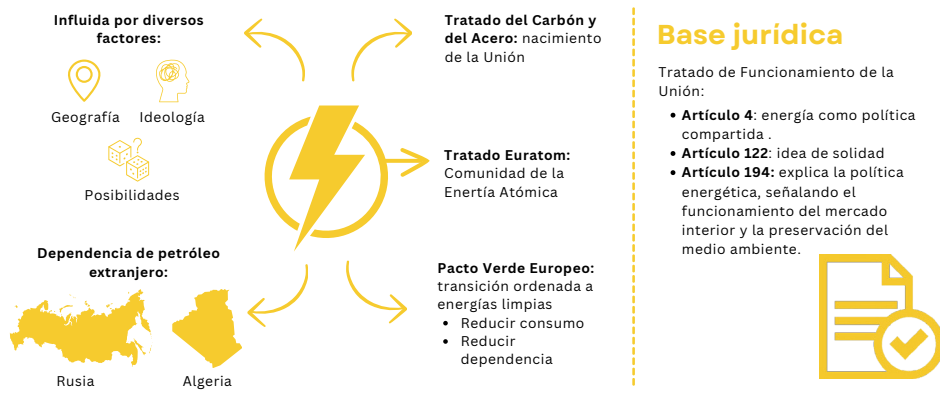 Influida por diversos
factores:
Geografía
Ideología
Posibilidades
Dependencia de petróleo
extranjero:
Rusia
Algeria
Tratado del Carbón y
del Acero: nacimiento
de la Unión
Tratado Euratom:
Comunidad de la
Enertía Atómica
Pacto Verde Europeo:
transición ordenada a
energías limpias
• Reducir consumo
• Reducir
dependencia
Base jurídica
Tratado de Funcionamiento de la
Unión:
• Artículo 4: energía como política
compartida .
• Artículo 122: idea de solidad
• Artículo 194: explica la política
energética, señalando el
funcionamiento del mercado
interior y la preservación del
medio ambiente.